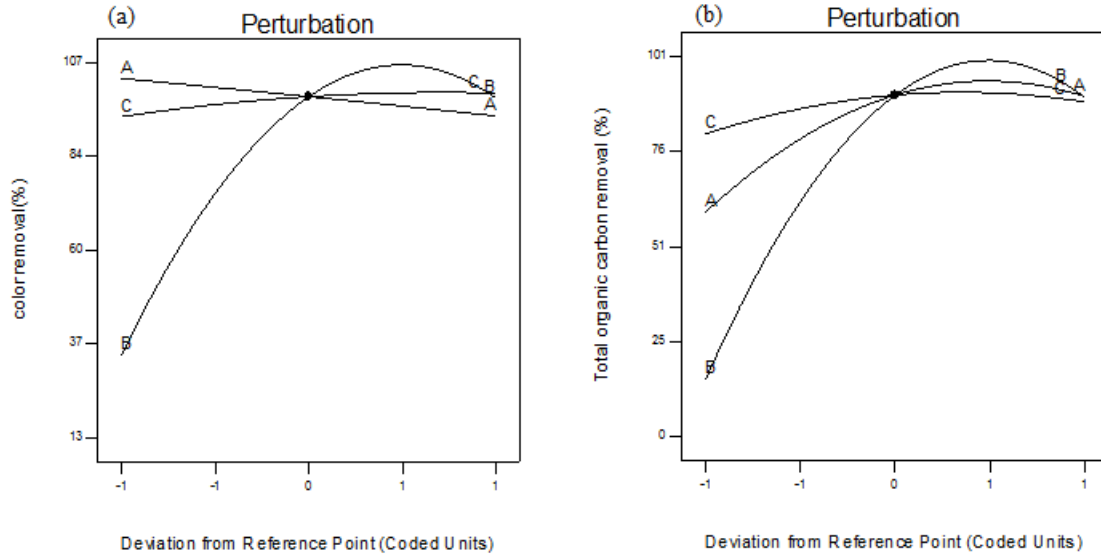 (a)
Perturbation
color removal(%)
107
84
60
37
13
A
C
B
C
B
A
-1
-1
0
1
1
Deviation from Reference Point (Coded Units)
(b)
Perturbation
Total organic carbon removal (%)
101
76
51
25
0
C
A
B
B
C
A
-1
-1
0
1
1
Deviation from Reference Point (Coded Units)